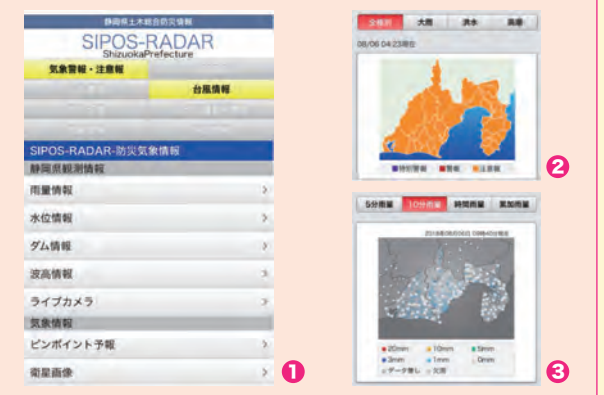 静岡県土木総合防災情報
SIPOS-RADAR
ShizuokaPrefecture
気象警報・注意報
台風情報
SIPOS-RADAR-防災気象情報
静岡県観測情報
雨量情報
水位情報
ダム情報
波高情報
ライブカメラ
気象情報
ピンポイント予報
衛星画像
❶
全種別 大雨 洪水 高潮
08/06 04:23現在
特別警報 警報 注意報
❷
5分雨量 10分雨量 時間雨量 累加雨量
20mm 10mm 5mm
3mm 1mm 0mm
データ無し 欠測
❸